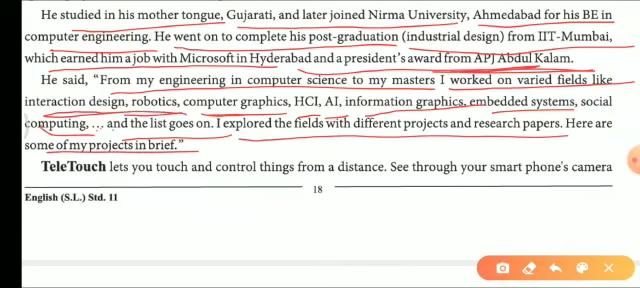 He studied in his mother tongue, Gujarati, and later joined Nirma University, Ahmedabad for his BE in
computer engineering. He went on to complete his post-graduation (industrial design) from IIT-Mumbai,
which earned him a job with Microsoft in Hyderabad and a president's award from APJ Abdul Kalam.
He said, “From my engineering in computer science to my masters I worked on varied fields like
interaction design, robotics, computer graphics, HCI, AI, information graphics, embedded systems, social
computing, ... and the list goes on. I explored the fields with different projects and research papers. Here are
some of my projects in brief.”
TeleTouch lets you touch and control things from a distance. See through your smart phone's camera
18
English (S.L.) Std. 11